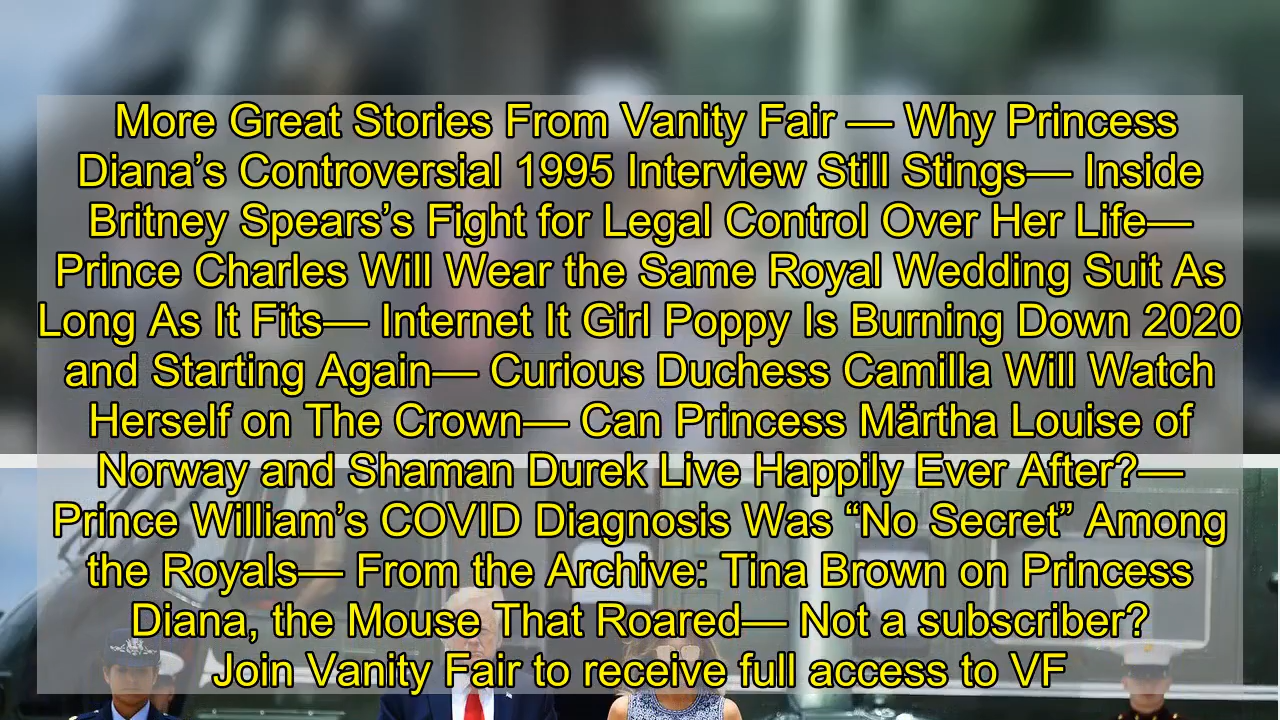 More Great Stories From Vanity Fair — Why Princess
Diana’s Controversial 1995 Interview Still Stings— Inside
Britney Spears’s Fight for Legal Control Over Her Life—
Prince Charles Will Wear the Same Royal Wedding Suit As
Long As It Fits— Internet It Girl Poppy Is Burning Down 2020
and Starting Again— Curious Duchess Camilla Will Watch
Herself on The Crown— Can Princess Märtha Louise of
Norway and Shaman Durek Live Happily Ever After?—
Prince William’s COVID Diagnosis Was “No Secret” Among
the Royals— From the Archive: Tina Brown on Princess
Diana, the Mouse That Roared— Not a subscriber?
Join Vanity Fair to receive full access to VF